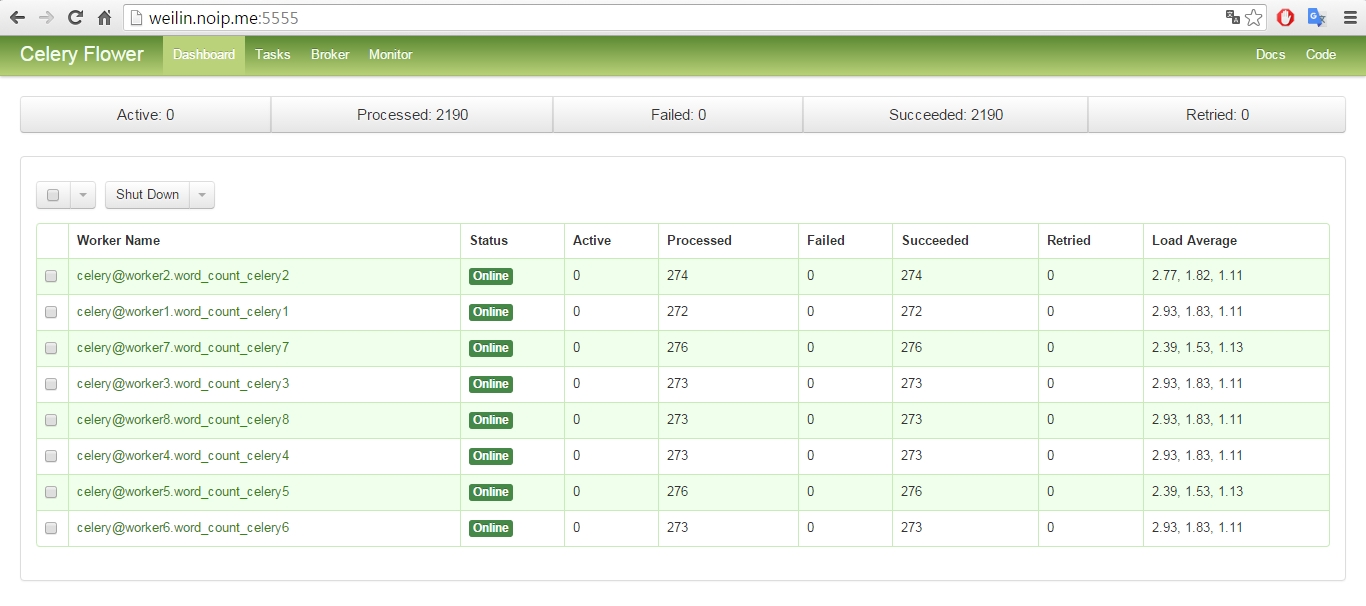 weilin.noip.me:5555
Celery Flower Dashboard Tasks Broker Monitor Docs Code
Active: 0 Processed: 2190 Failed: 0 Succeeded: 2190 Retried: 0
Shut Down
Worker Name Status Active Processed Failed Succeeded Retried Load Average
celery@worker2.word_count_celery2 Online 0 274 0 274 0 2.77, 1.82, 1.11
celery@worker1.word_count_celery1 Online 0 272 0 272 0 2.93, 1.83, 1.11
celery@worker7.word_count_celery7 Online 0 276 0 276 0 2.39, 1.53, 1.13
celery@worker3.word_count_celery3 Online 0 273 0 273 0 2.93, 1.83, 1.11
celery@worker8.word_count_celery8 Online 0 273 0 273 0 2.93, 1.83, 1.11
celery@worker4.word_count_celery4 Online 0 273 0 273 0 2.93, 1.83, 1.11
celery@worker5.word_count_celery5 Online 0 276 0 276 0 2.39, 1.53, 1.13
celery@worker6.word_count_celery6 Online 0 273 0 273 0 2.93, 1.83, 1.11